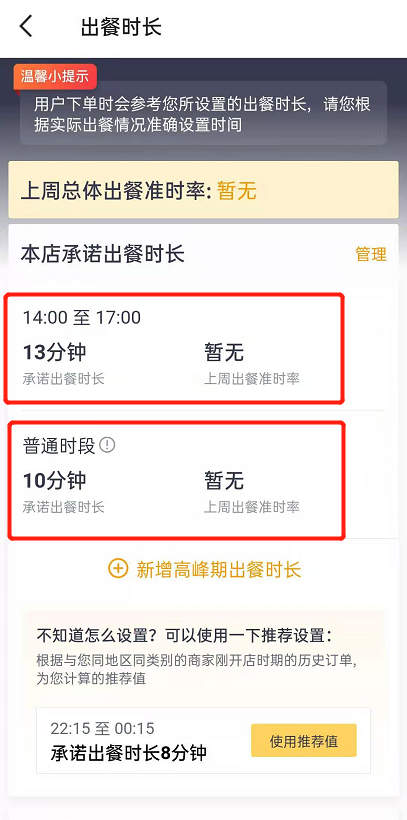 出餐时长
温馨小提示
用户下单时会参考您所设置的出餐时长，请您根
据实际出餐情况准确设置时间
上周总体出餐准时率: 暂无
本店承诺出餐时长 管理
14:00 至 17:00
13分钟 暂无
承诺出餐时长 上周出餐准时率
普通时段
10分钟 暂无
承诺出餐时长 上周出餐准时率
新增高峰期出餐时长
不知道怎么设置？可以使用一下推荐设置：
根据与您同地区同类别的商家刚开店时期的历史订单,
为您计算的推荐值
22:15 至 00:15
承诺出餐时长8分钟 使用推荐值